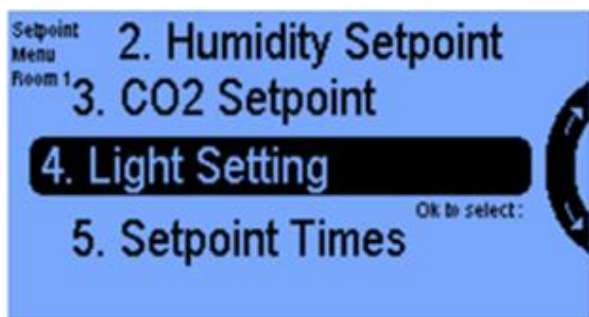 Setpoint
Menu
Room 1
2. Humidity Setpoint
3. CO2 Setpoint
4. Light Setting
Ok to select:
5. Setpoint Times